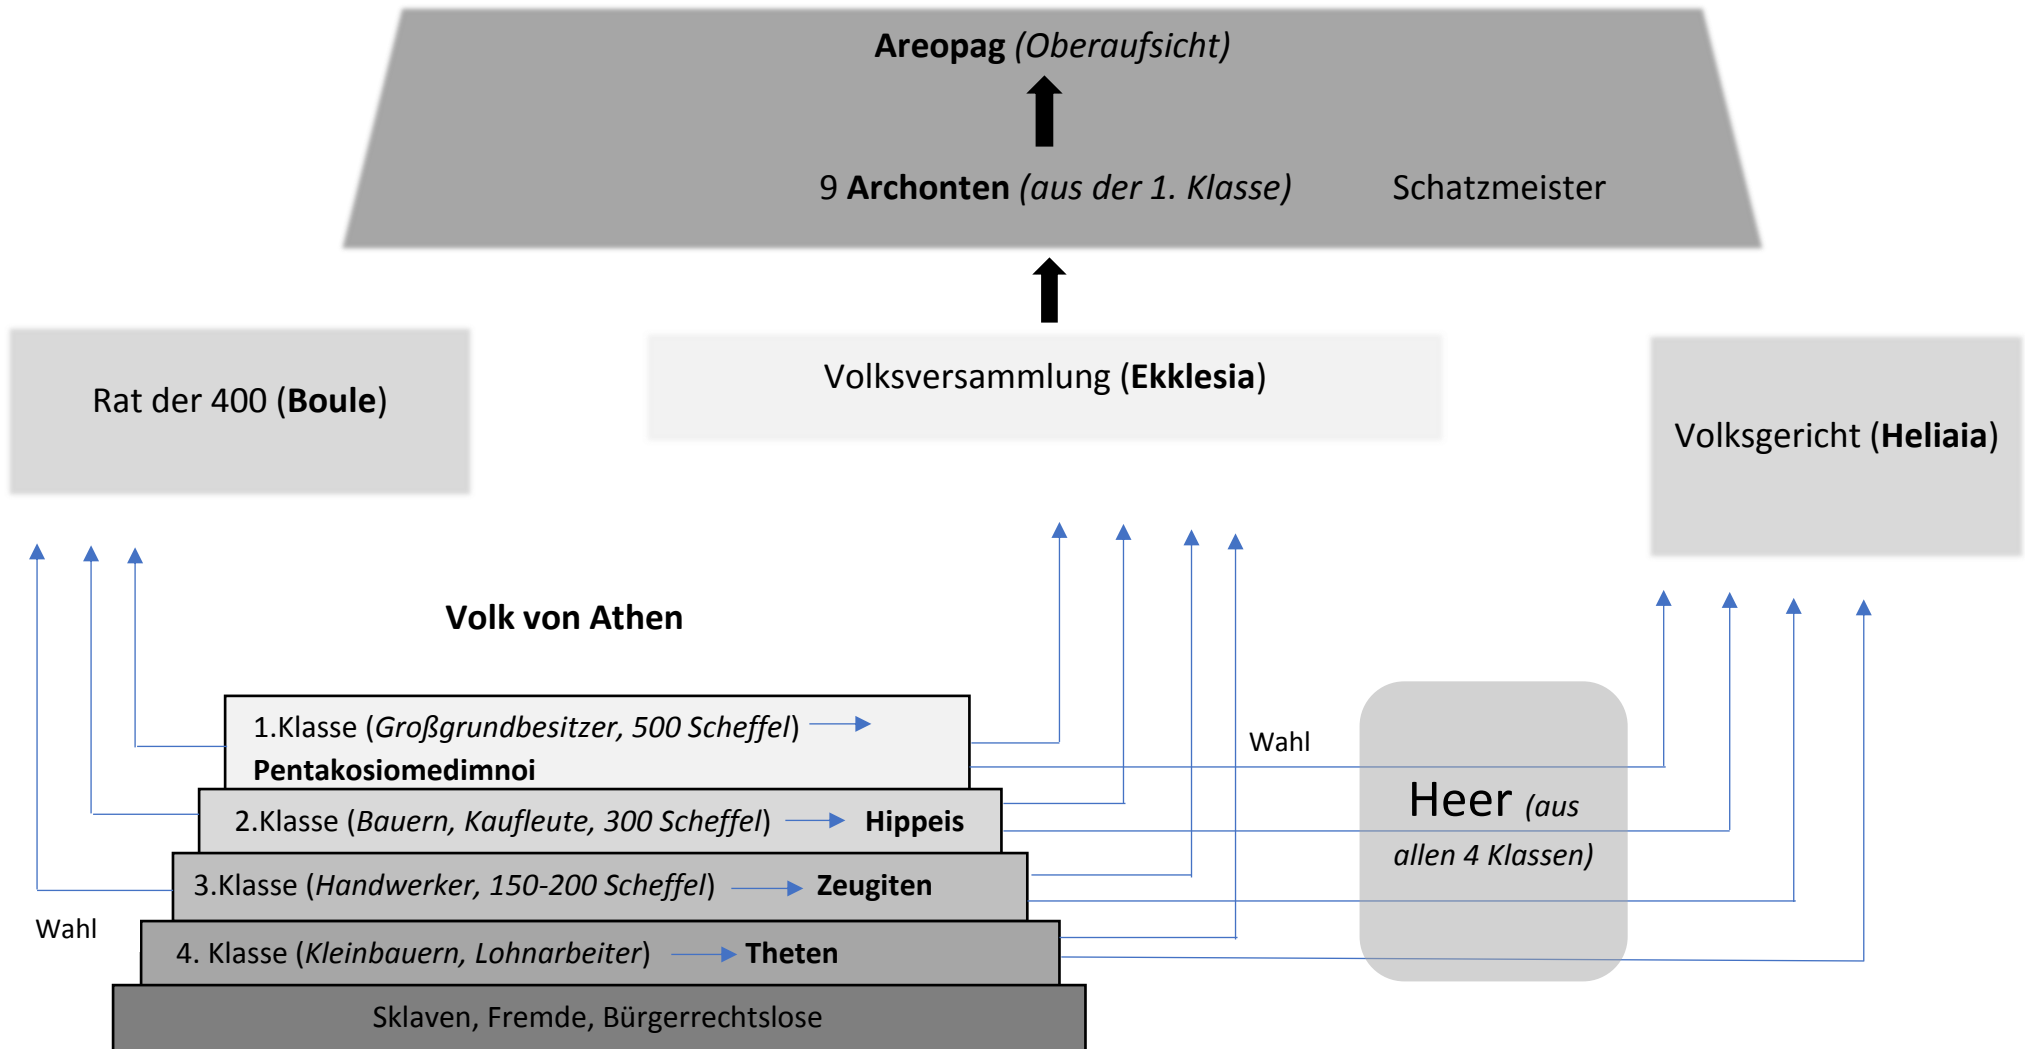 Areopag (Oberaufsicht)
9 Archonten (aus der 1. Klasse)
Schatzmeister
Rat der 400 (Boule)
Volksversammlung (Ekklesia)
Volksgericht (Heliaia)
Volk von Athen
1.Klasse (Großgrundbesitzer, 500 Scheffel)
Pentakosiomedimnoi
Wahl
2.Klasse (Bauern, Kaufleute, 300 Scheffel) Hippeis
Heer (aus
allen 4 Klassen)
3.Klasse (Handwerker, 150-200 Scheffel) Zeugiten
Wahl
4. Klasse (Kleinbauern, Lohnarbeiter) Theten
Sklaven, Fremde, Bürgerrechtslose